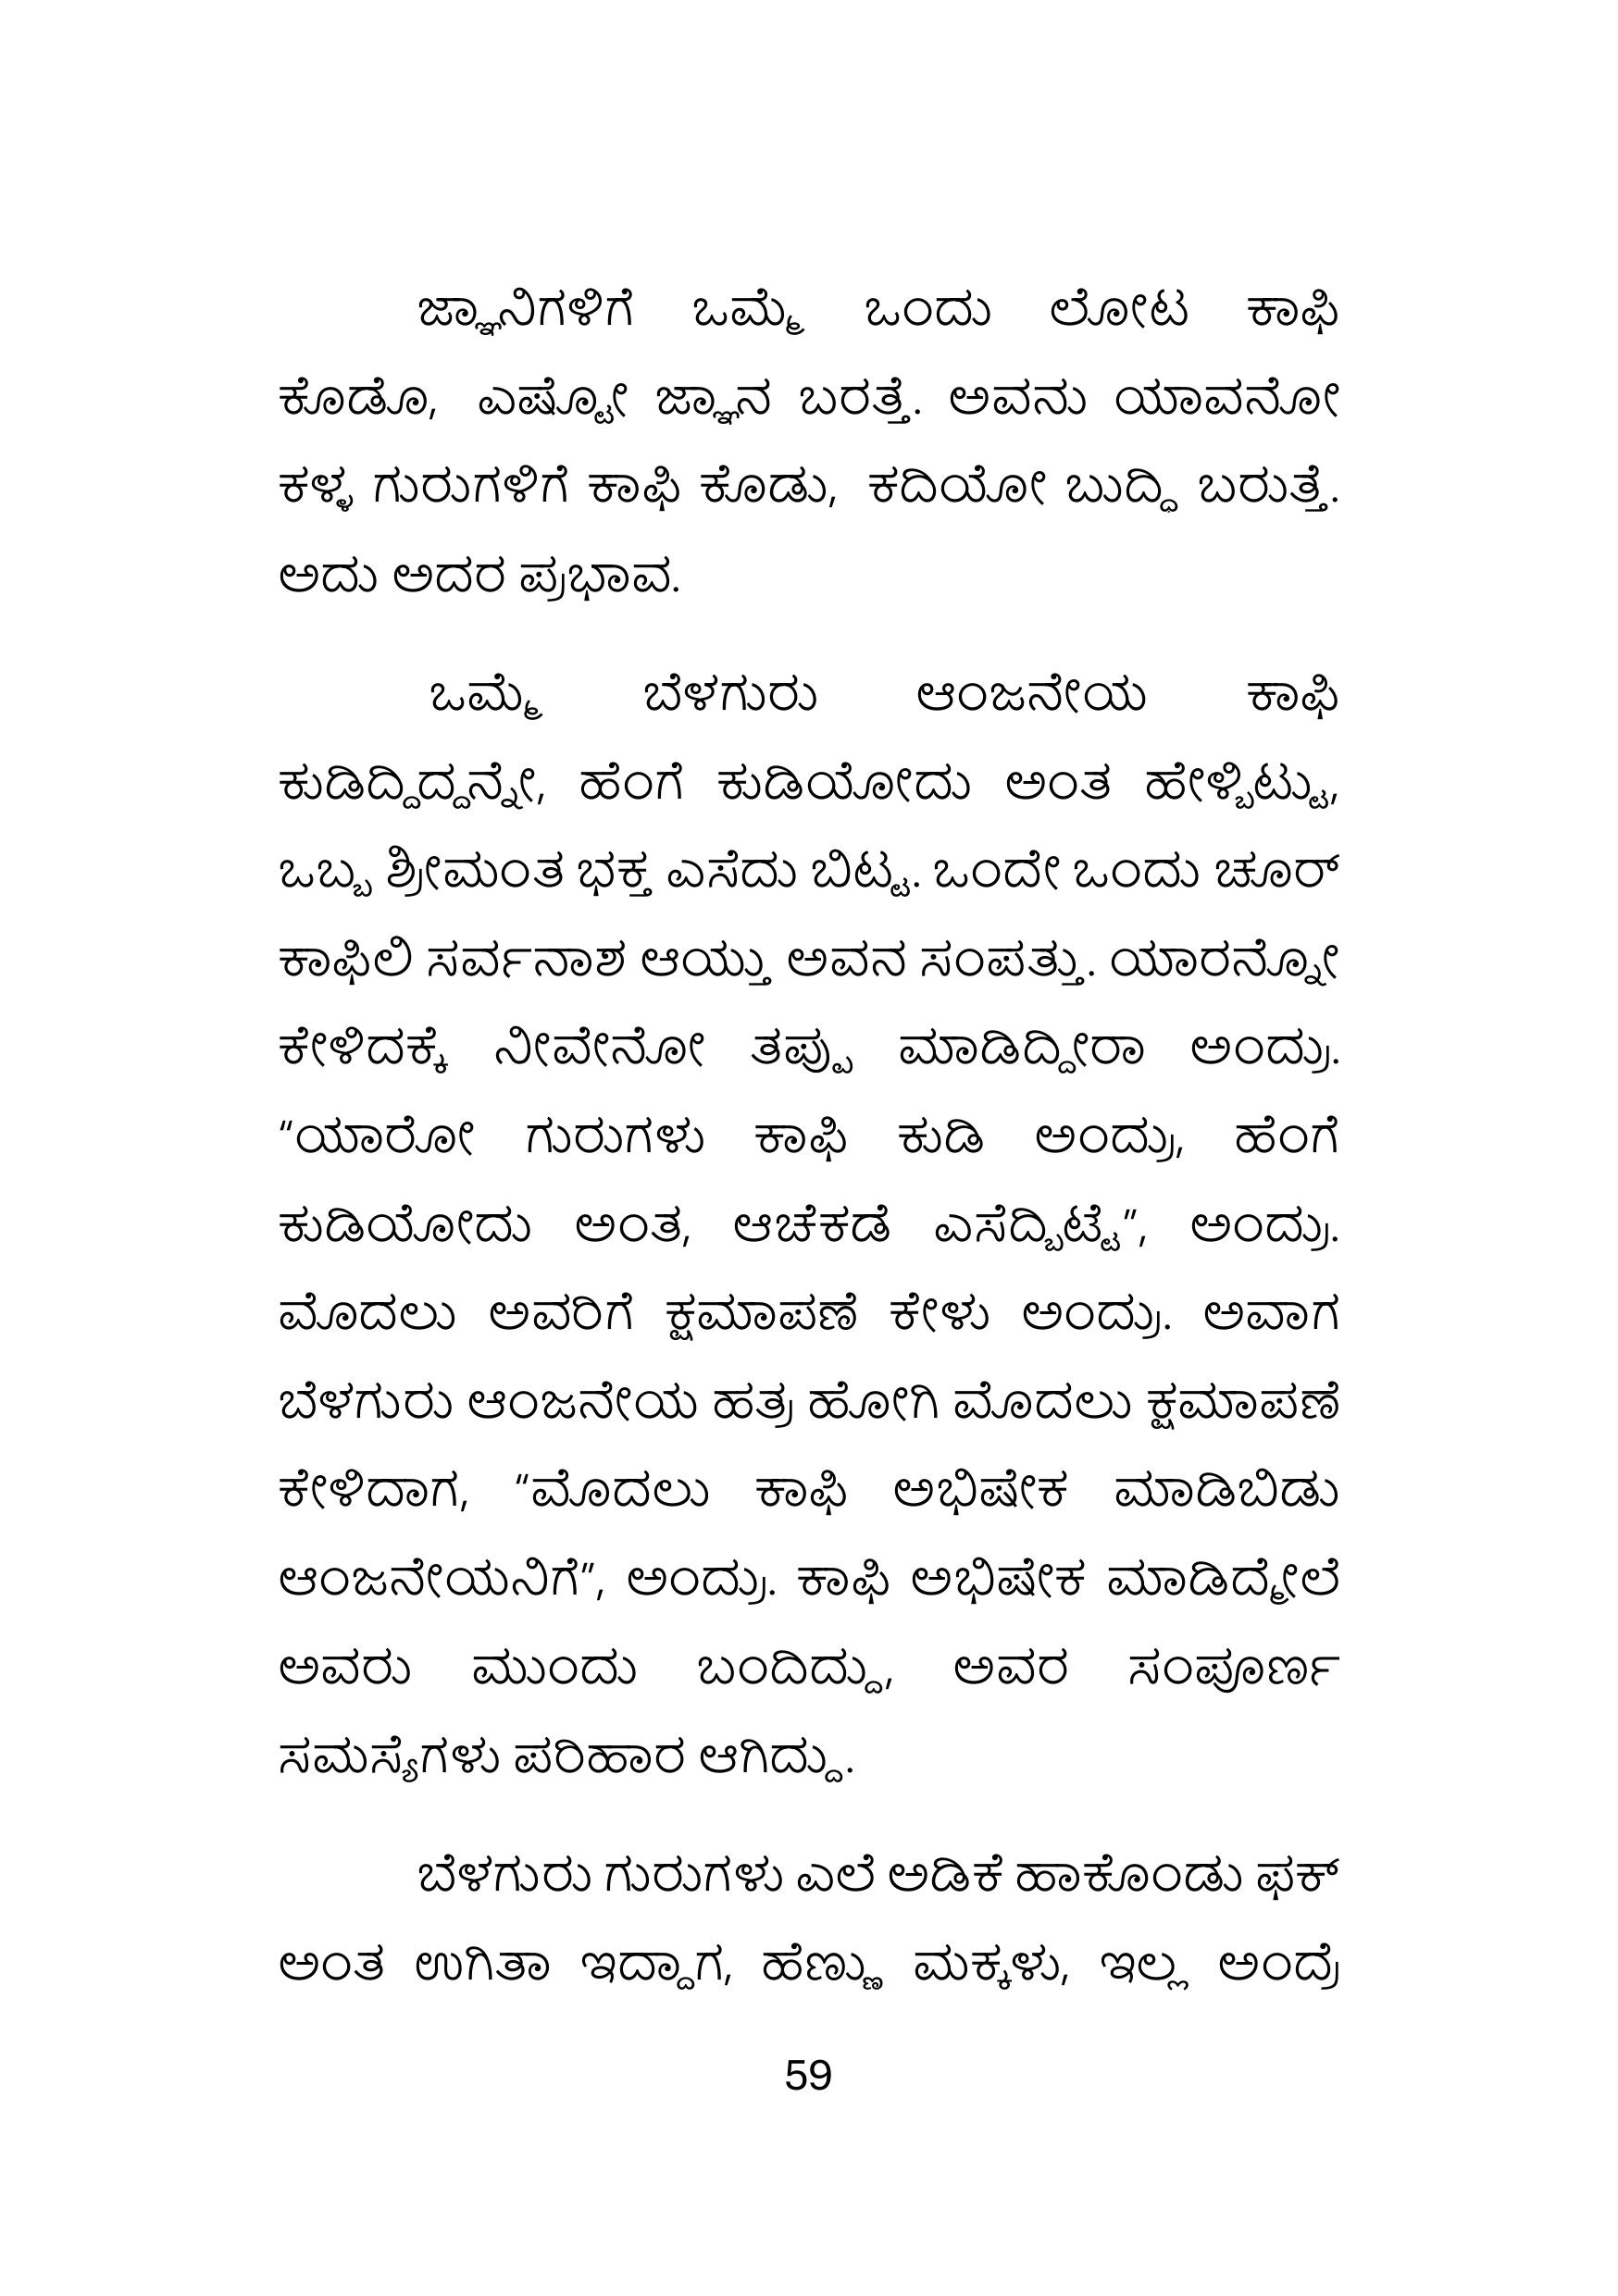 ಜ್ಞಾನಿಗಳಿಗೆ ಒಮ್ಮೆ ಒಂದು ಲೋಟ ಕಾಫಿ
ಕೊಡೊ, ಎಷ್ಟೋ ಜ್ಞಾನ ಬರತ್ತೆ. ಅವನು ಯಾವನೋ
ಕಳ್ಳ ಗುರುಗಳಿಗೆ ಕಾಫಿ ಕೊಡು, ಕದಿಯೋ ಬುದ್ಧಿ ಬರುತ್ತೆ.
ಅದು ಅದರ ಪ್ರಭಾವ.
ಒಮ್ಮೆ ಬೆಳಗುರು ಆಂಜನೇಯ ಕಾಫಿ
ಕುಡಿದ್ದಿದ್ದನ್ನೇ, ಹೆಂಗೆ ಕುಡಿಯೋದು ಅಂತ ಹೇಳ್ಬಿಟ್ಟು,
ಒಬ್ಬ ಶ್ರೀಮಂತ ಭಕ್ತ ಎಸೆದು ಬಿಟ್ಟ. ಒಂದೇ ಒಂದು ಚೂರ್
ಕಾಫಿಲಿ ಸರ್ವನಾಶ ಆಯ್ತು ಅವನ ಸಂಪತ್ತು. ಯಾರನ್ನೋ
ಕೇಳಿದಕ್ಕೆ ನೀವೇನೋ ತಪ್ಪು ಮಾಡಿದ್ದೀರಾ ಅಂದ್ರು.
“ಯಾರೋ ಗುರುಗಳು ಕಾಫಿ ಕುಡಿ ಅಂದ್ರು, ಹೆಂಗೆ
ಕುಡಿಯೋದು ಅಂತ, ಆಚೆಕಡೆ ಎಸೆದ್ಬಿಟ್ಟೆ”, ಅಂದ್ರು.
ಮೊದಲು ಅವರಿಗೆ ಕ್ಷಮಾಪಣೆ ಕೇಳು ಅಂದ್ರು. ಅವಾಗ
ಬೆಳಗುರು ಆಂಜನೇಯ ಹತ್ರ ಹೋಗಿ ಮೊದಲು ಕ್ಷಮಾಪಣೆ
ಕೇಳಿದಾಗ, “ಮೊದಲು ಕಾಫಿ ಅಭಿಷೇಕ ಮಾಡಿಬಿಡು
ಆಂಜನೇಯನಿಗೆ”, ಅಂದ್ರು. ಕಾಫಿ ಅಭಿಷೇಕ ಮಾಡಿದ್ಮೇಲೆ
ಅವರು ಮುಂದು ಬಂದಿದ್ದು, ಅವರ ಸಂಪೂರ್ಣ
ಸಮಸ್ಯೆಗಳು ಪರಿಹಾರ ಆಗಿದ್ದು.
ಬೆಳಗುರು ಗುರುಗಳು ಎಲೆ ಅಡಿಕೆ ಹಾಕೊಂಡು ಫಕ್
ಅಂತ ಉಗಿತಾ ಇದ್ದಾಗ, ಹೆಣ್ಣು ಮಕ್ಕಳು, ಇಲ್ಲ ಅಂದ್ರೆ
59